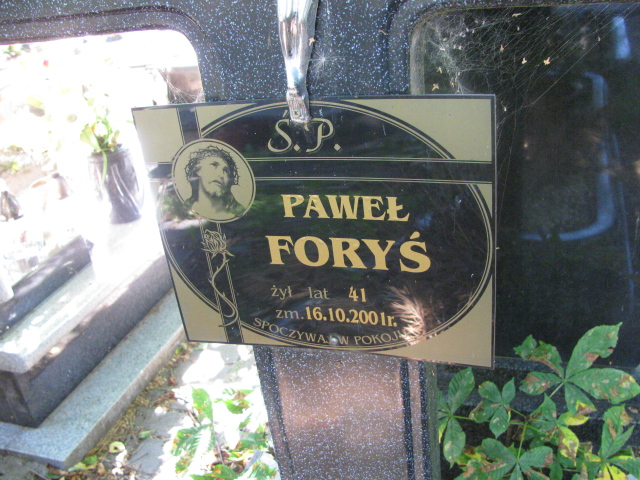 Ś.P.
PAWEŁ
FORYŚ
żył lat 41
zm. 16.10.2001r.
SPOCZYWAJ W POKOJU